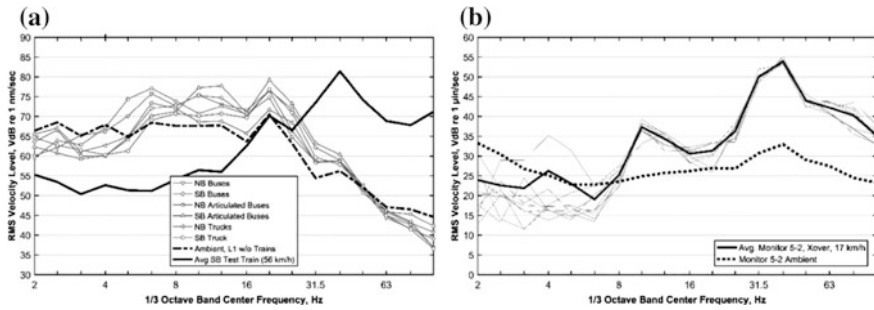 (a)
90
85
80
75
70
65
60
55
50
45
40
35
30
RMS Velocity Level, VdB re 1 nm/sec
NB Buses
SB Buses
NB Articulated Buses
SB Articulated Buses
NB Trucks
SB Truck
Ambient, L1 w/o Trains
Avg SB Test Train (56 km/h)
2 4 8 16 31.5 63
1/3 Octave Band Center Frequency, Hz
(b)
60
55
50
45
40
35
30
25
20
15
10
5
0
RMS Velocity Level, VdB re 1 µin/sec
Avg. Monitor 5-2, Xover, 17 km/h
Monitor 5-2 Ambient
2 4 8 16 31.5 63
1/3 Octave Band Center Frequency, Hz